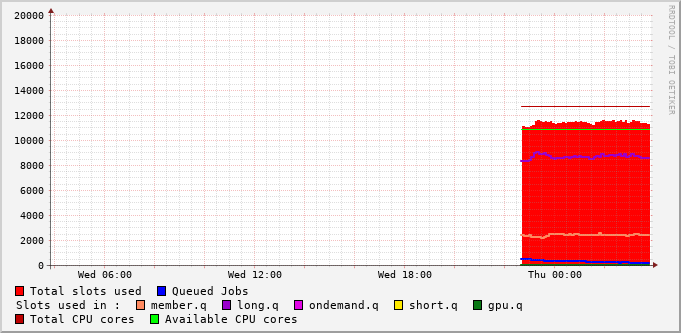 RRDTOOL / TOBI OETIKER
20000
18000
16000
14000
12000
10000
8000
6000
4000
2000
0
Wed 06:00 Wed 12:00 Wed 18:00 Thu 00:00
Total slots used Queued Jobs
Slots used in : member.q long.q ondemand.q short.q gpu.q
Total CPU cores Available CPU cores